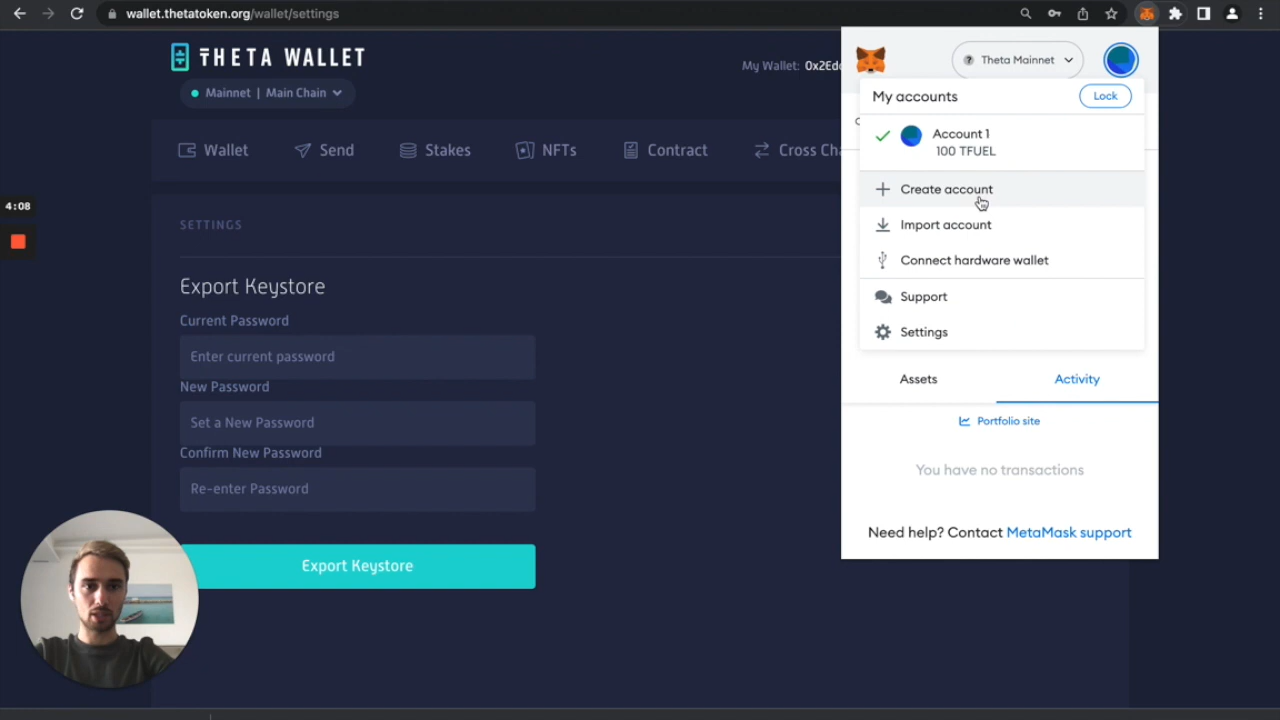 wallet.thetatoken.org/wallet/settings
THETA WALLET
My Wallet: 0x2Ed
Mainnet | Main Chain
Wallet
Send
Stakes
NFTs
Contract
Cross Cha
4:08
SETTINGS
Export Keystore
Current Password
Enter current password
New Password
Set a New Password
Confirm New Password
Re-enter Password
Export Keystore
? Theta Mainnet
My accounts
Lock
Account 1
100 TFUEL
Create account
Import account
Connect hardware wallet
Support
Settings
Assets
Activity
Portfolio site
You have no transactions
Need help? Contact MetaMask support